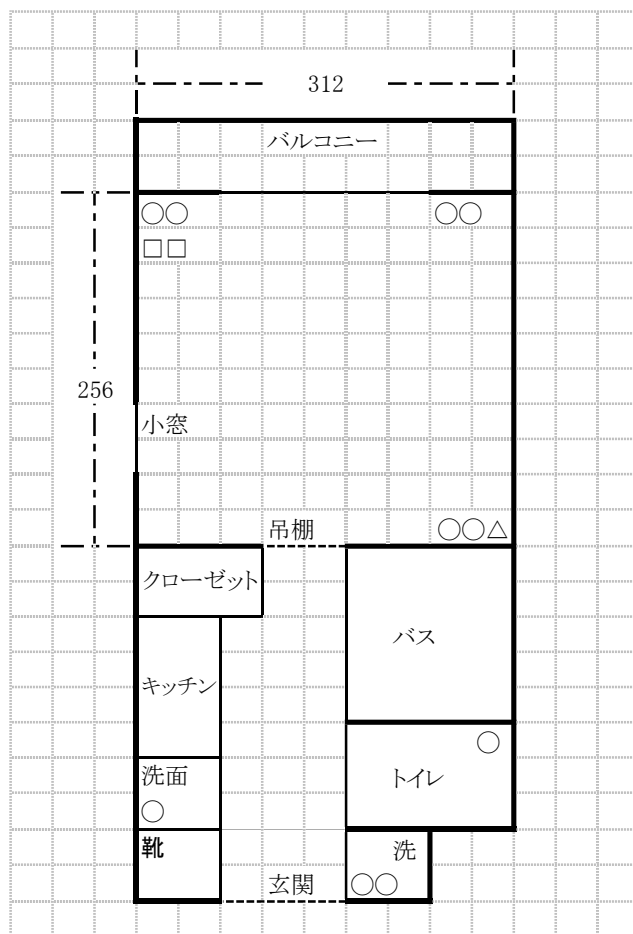 312
バルコニー
○○ ○○
□□
256
小窓
吊棚 ○○△
クローゼット
バス
キッチン
○
洗面 トイレ
○
靴 洗
玄関 ○○